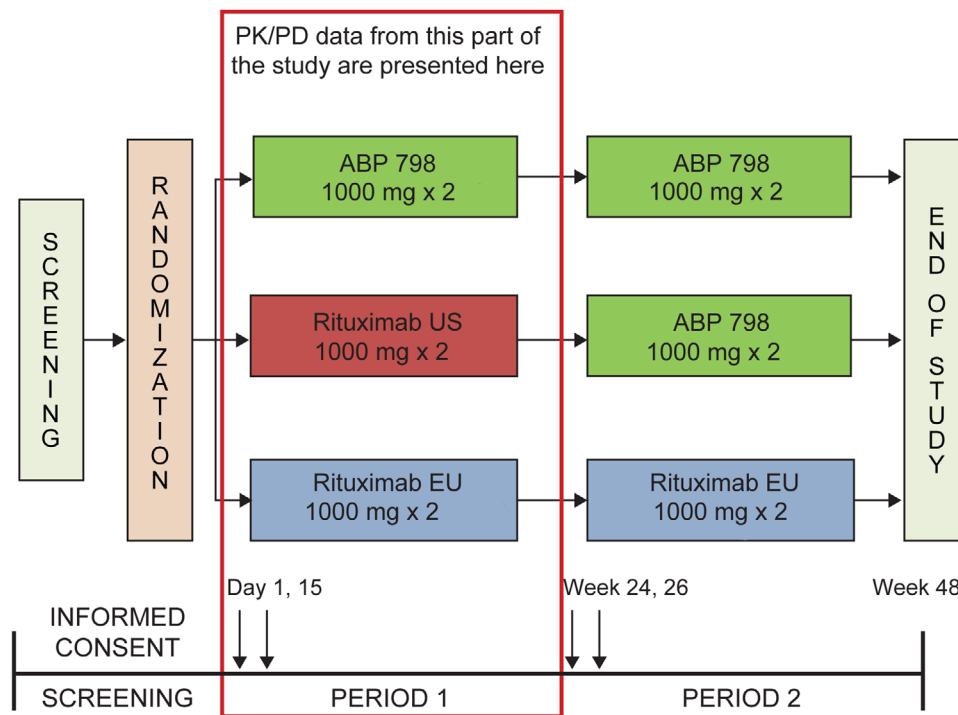 PK/PD data from this part of
the study are presented here
SCREENING
RANDOMIZATION
ABP 798
1000 mg x 2
ABP 798
1000 mg x 2
Rituximab US
1000 mg x 2
ABP 798
1000 mg x 2
Rituximab EU
1000 mg x 2
Rituximab EU
1000 mg x 2
END OF STUDY
Day 1, 15
Week 24, 26
Week 48
INFORMED
CONSENT
SCREENING
PERIOD 1
PERIOD 2